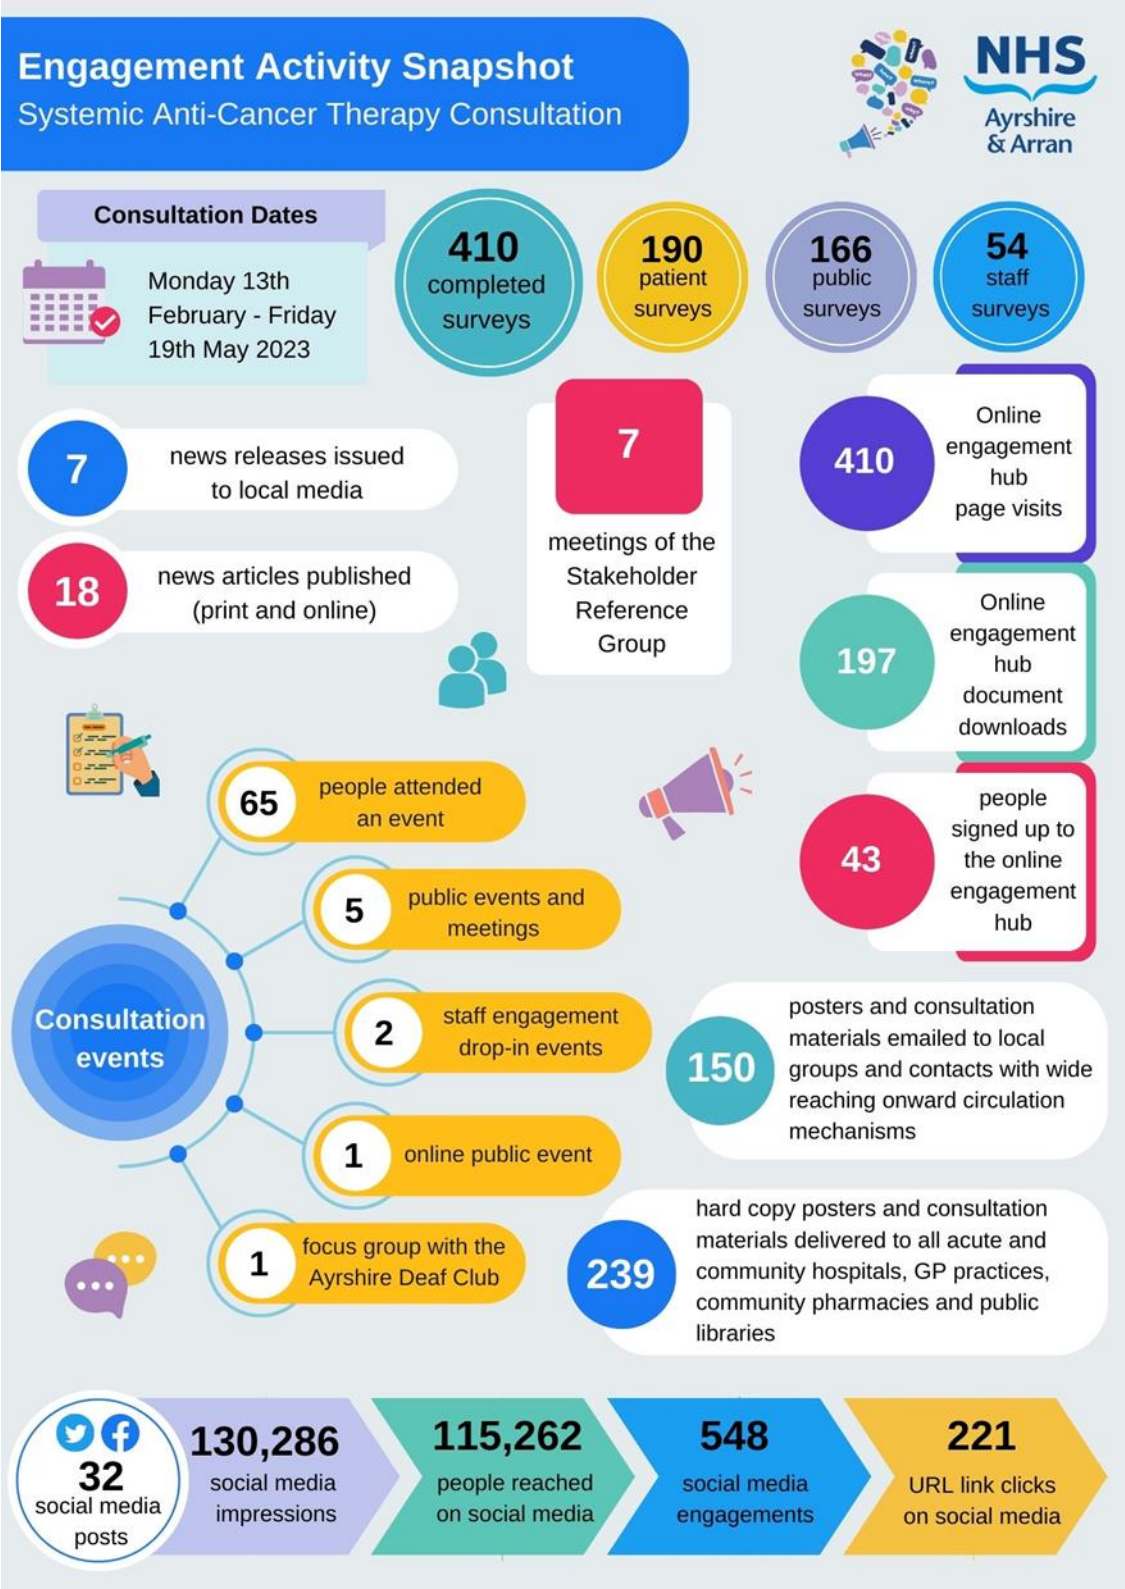 Engagement Activity Snapshot
Systemic Anti-Cancer Therapy Consultation
NHS
Ayrshire
& Arran
Consultation Dates
Monday 13th
February - Friday
19th May 2023
410
completed
surveys
190
patient
surveys
166
public
surveys
54
staff
surveys
7
news releases issued
to local media
18
news articles published
(print and online)
7
meetings of the
Stakeholder
Reference
Group
410
Online
engagement
hub
page visits
197
Online
engagement
hub
document
downloads
43
people
signed up to
the online
engagement
hub
Consultation
events
65
people attended
an event
5
public events and
meetings
2
staff engagement
drop-in events
1
online public event
1
focus group with the
Ayrshire Deaf Club
150
posters and consultation
materials emailed to local
groups and contacts with wide
reaching onward circulation
mechanisms
239
hard copy posters and consultation
materials delivered to all acute and
community hospitals, GP practices,
community pharmacies and public
libraries
32
social media
posts
130,286
social media
impressions
115,262
people reached
on social media
548
social media
engagements
221
URL link clicks
on social media